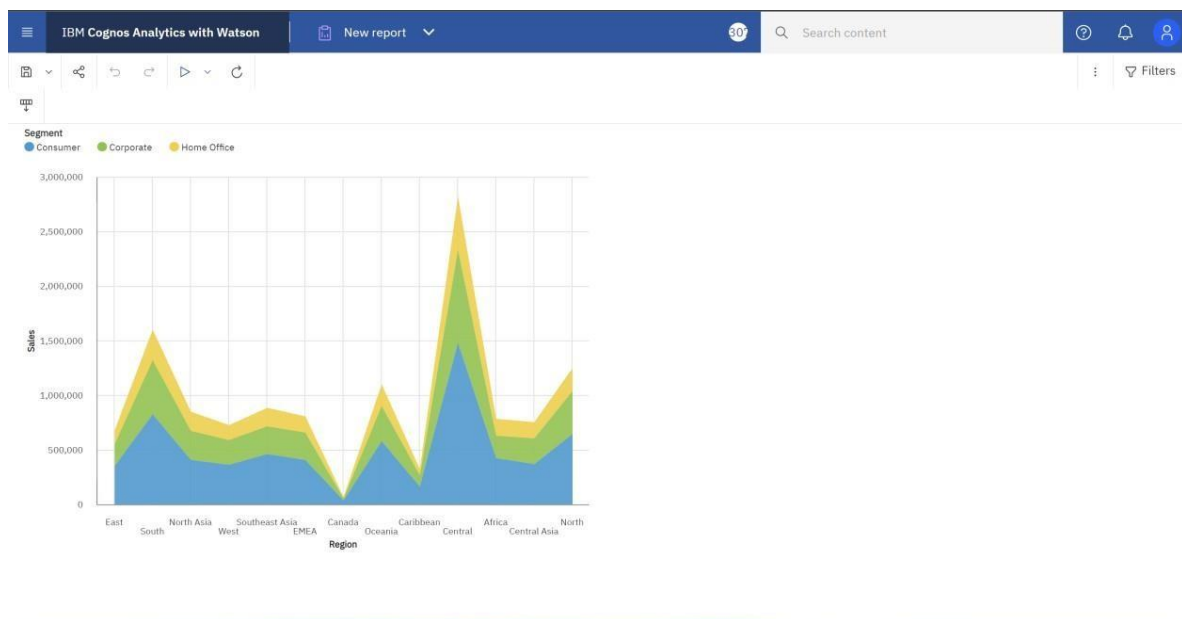 IBM Cognos Analytics with Watson
New report
Search content
Filters
Segment
Consumer Corporate Home Office
3,000,000
2,500,000
2,000,000
1,500,000
1,000,000
500,000
0
Sales
East South North Asia West Southeast Asia EMEA Canada Oceania Caribbean Central Africa Central Asia North
Region